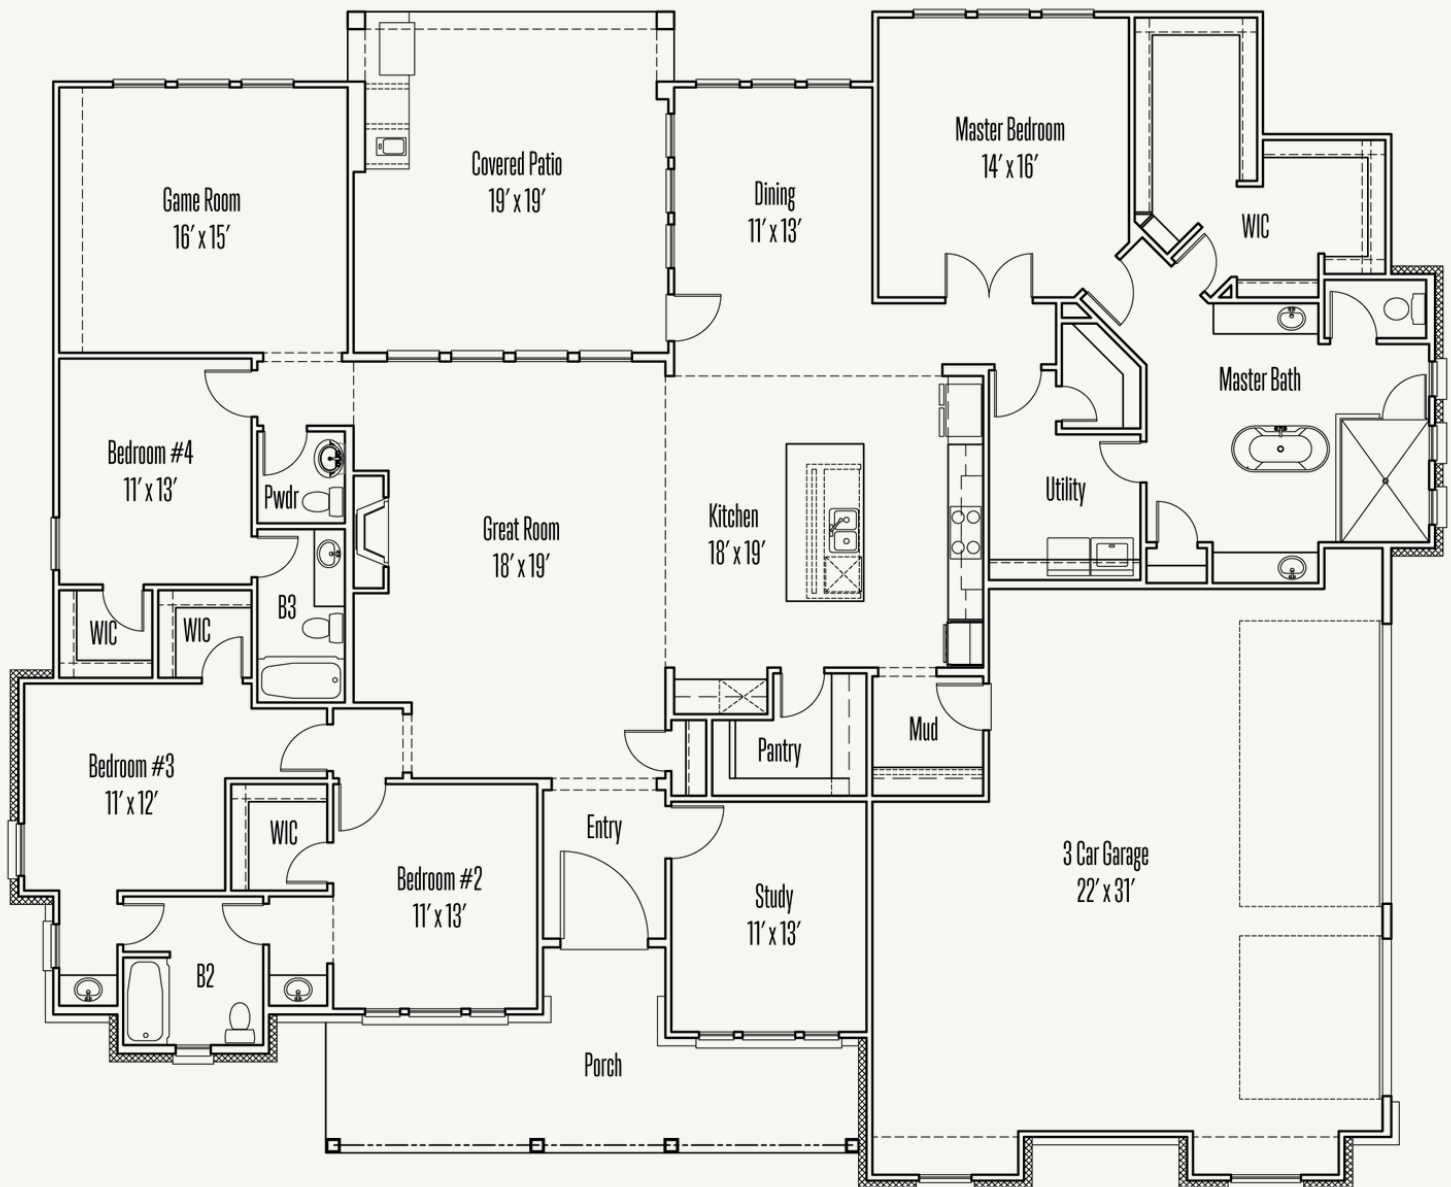 Master Bedroom
14' x 16'
Covered Patio
19' x 19'
Game Room
16' x 15'
Dining
11' x 13'
WIC
Master Bath
Bedroom #4
11' x 13'
Pwdr
Utility
Great Room
18' x 19'
Kitchen
18' x 19'
B3
WIC
WIC
Mud
Pantry
Bedroom #3
11' x 12'
WIC
Entry
3 Car Garage
22' x 31'
Bedroom #2
11' x 13'
Study
11' x 13'
B2
Porch